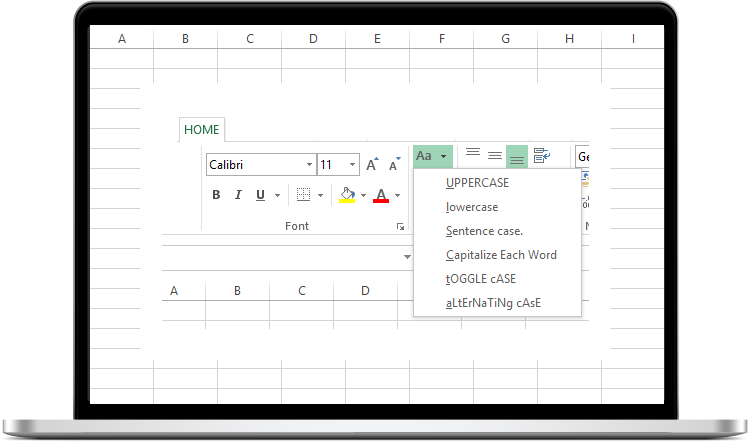 A B C D E F G H I
HOME
Calibri 11 A A Aa Ge
B I U A
Font
UPPERCASE
lowercase
Sentence case.
Capitalize Each Word
tOGGLE cASE
aLtErNaTiNg cAsE
A B C D